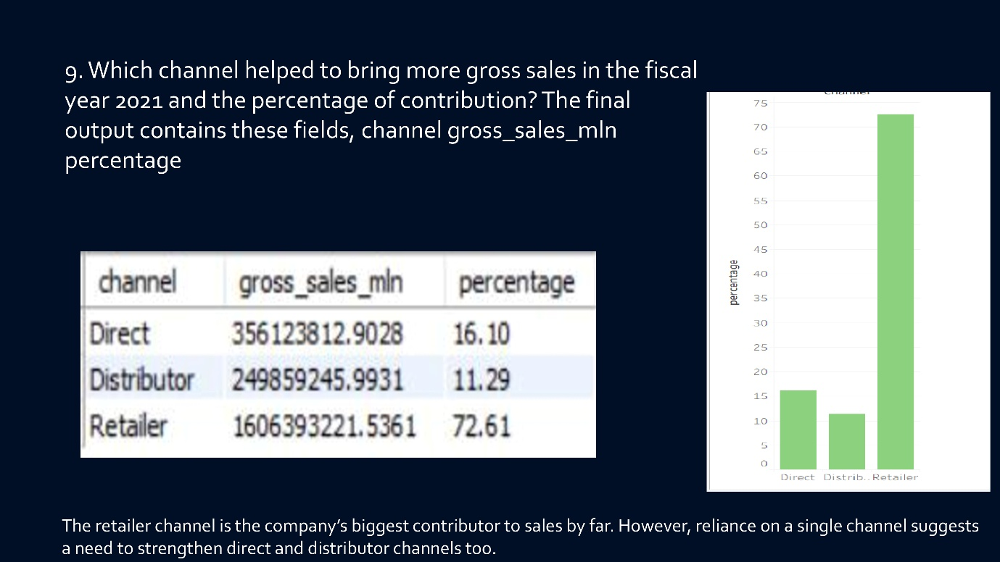 9. Which channel helped to bring more gross sales in the fiscal
year 2021 and the percentage of contribution? The final
output contains these fields, channel gross_sales_mln
percentage
channel gross_sales_mln percentage
Direct 356123812.9028 16.10
Distributor 249859245.9931 11.29
Retailer 1606393221.5361 72.61
channel
75
70
65
60
55
50
45
40
35
30
25
20
15
10
5
0
percentage
Direct Distrib.. Retailer
The retailer channel is the company’s biggest contributor to sales by far. However, reliance on a single channel suggests
a need to strengthen direct and distributor channels too.